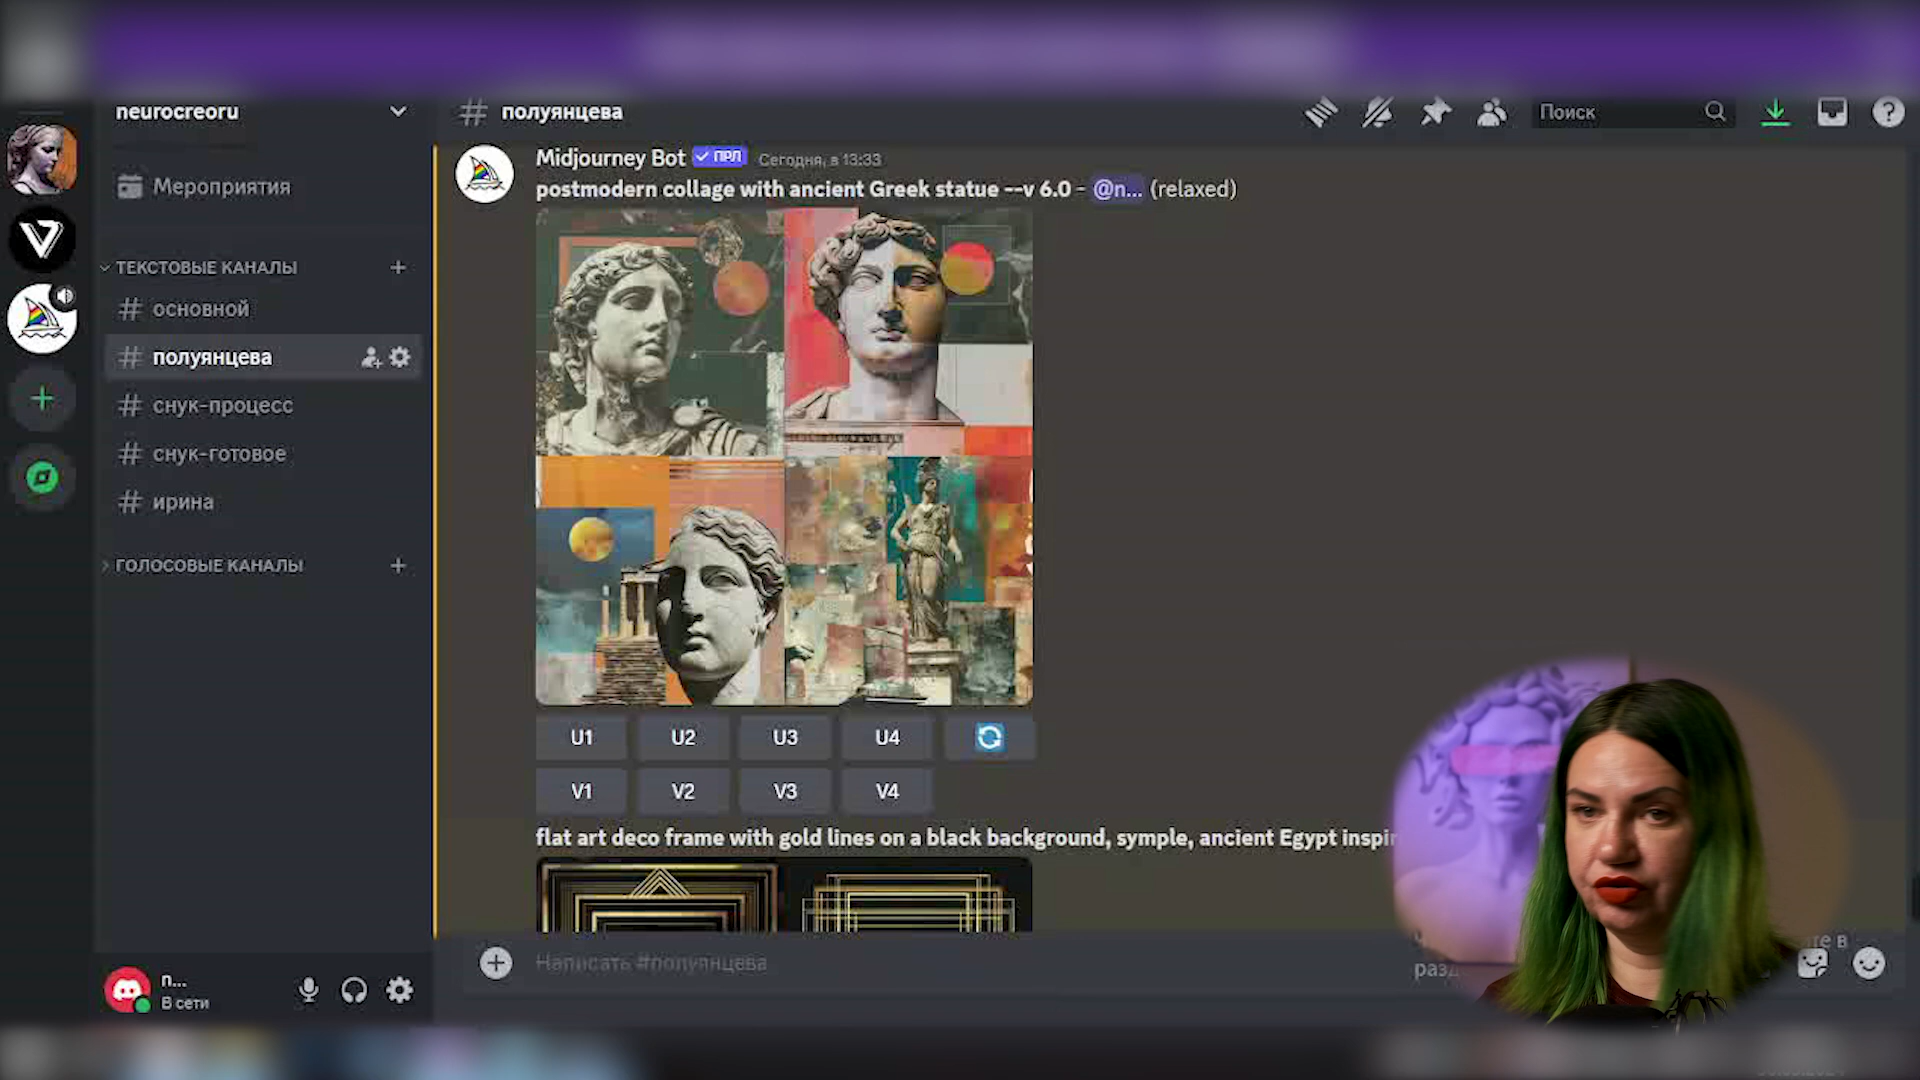 neurocreoru
полуянцева
Поиск
Мероприятия
ТЕКСТОВЫЕ КАНАЛЫ
основной
полуянцева
снук-процесс
снук-готовое
ирина
ГОЛОСОВЫЕ КАНАЛЫ
n...
В сети
Midjourney Bot ✓ ПРЛ Сегодня, в 13:33
postmodern collage with ancient Greek statue --v 6.0 - @n... (relaxed)
U1 U2 U3 U4
V1 V2 V3 V4
flat art deco frame with gold lines on a black background, symple, ancient Egypt inspir
Написать #полуянцева